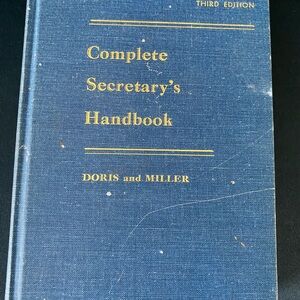 THIRD EDITION
Complete
Secretary's
Handbook
DORIS and MILLER